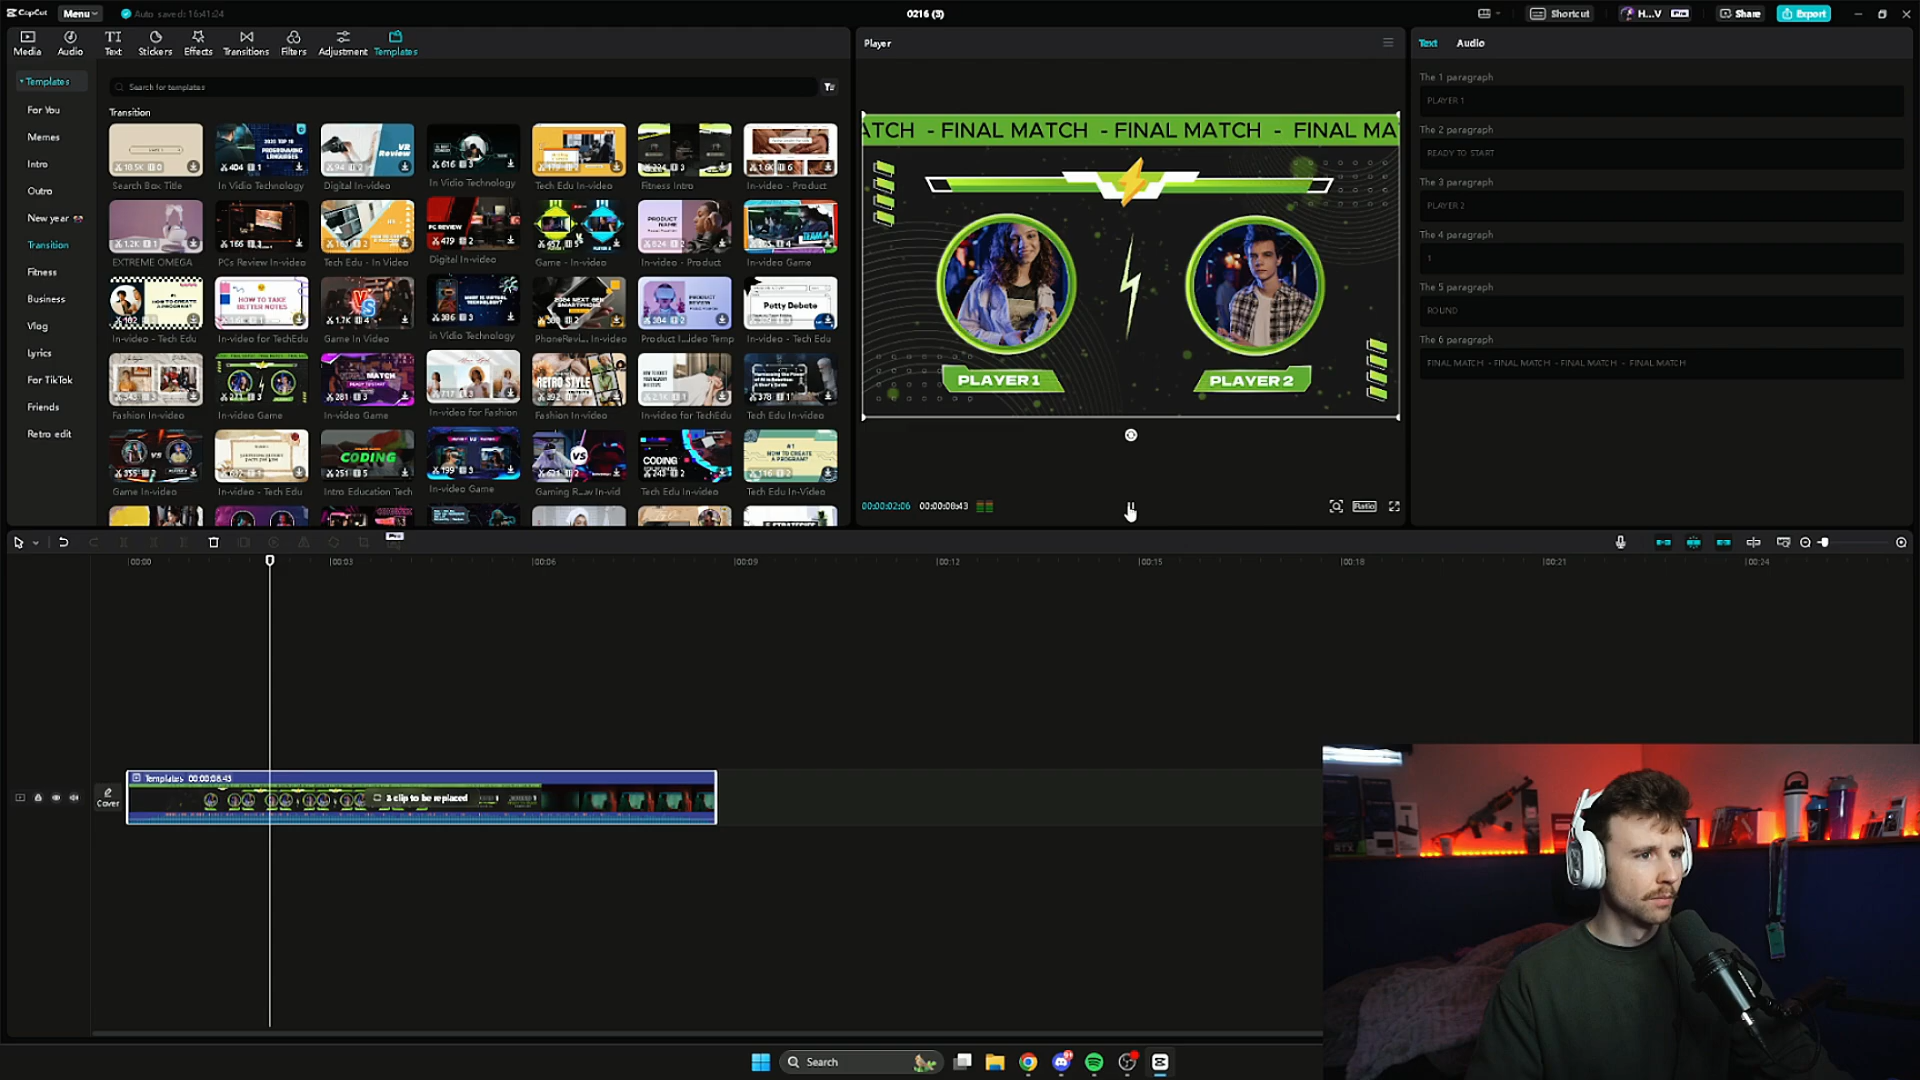 CapCut
Menu
Auto saved: 16:41:24
0216 (3)
Shortcut
H...V
Pro
Share
Export
Media
Audio
Text
Stickers
Effects
Transitions
Filters
Adjustment
Templates
Player
Text
Audio
Templates
For You
Memes
Intro
Outro
New year
Transition
Fitness
Business
Vlog
Lyrics
For TikTok
Friends
Retro edit
Search for templates
Transition
Search Box Title
In Vidio Technology
Digital In-video
In Vidio Technology
Tech Edu In-video
Fitness Intro
In-video - Product
EXTREME OMEGA
PCs Review In-video
Tech Edu - In Video
Digital In-video
Game - In-video
In-video - Product
In-video Game
In-video - Tech Edu
In-video for TechEdu
Game In Video
in Vidio Technology
PhoneRevi... In-video
Product I...ideo Temp
In-video - Tech Edu
Fashion In-video
In-video Game
In-video Game
In-video for Fashion
Fashion In-video
In-video for TechEdu
Tech Edu In-video
Game In-video
In-video - Tech Edu
Intro Education Tech
In-video Game
Gaming R...w In-vid
Tech Edu In-video
Tech Edu In-Video
ATCH - FINAL MATCH - FINAL MATCH - FINAL MA
PLAYER 1
PLAYER 2
00:00:02:06
00:00:08:43
Ratio
The 1 paragraph
PLAYER 1
The 2 paragraph
READY TO START
The 3 paragraph
PLAYER 2
The 4 paragraph
1
The 5 paragraph
ROUND
The 6 paragraph
FINAL MATCH - FINAL MATCH - FINAL MATCH - FINAL MATCH
Pro
00:00
00:03
00:06
00:09
00:12
00:15
00:18
00:21
00:24
Cover
Templates 00:00:08:43
3 clip to be replaced
Search